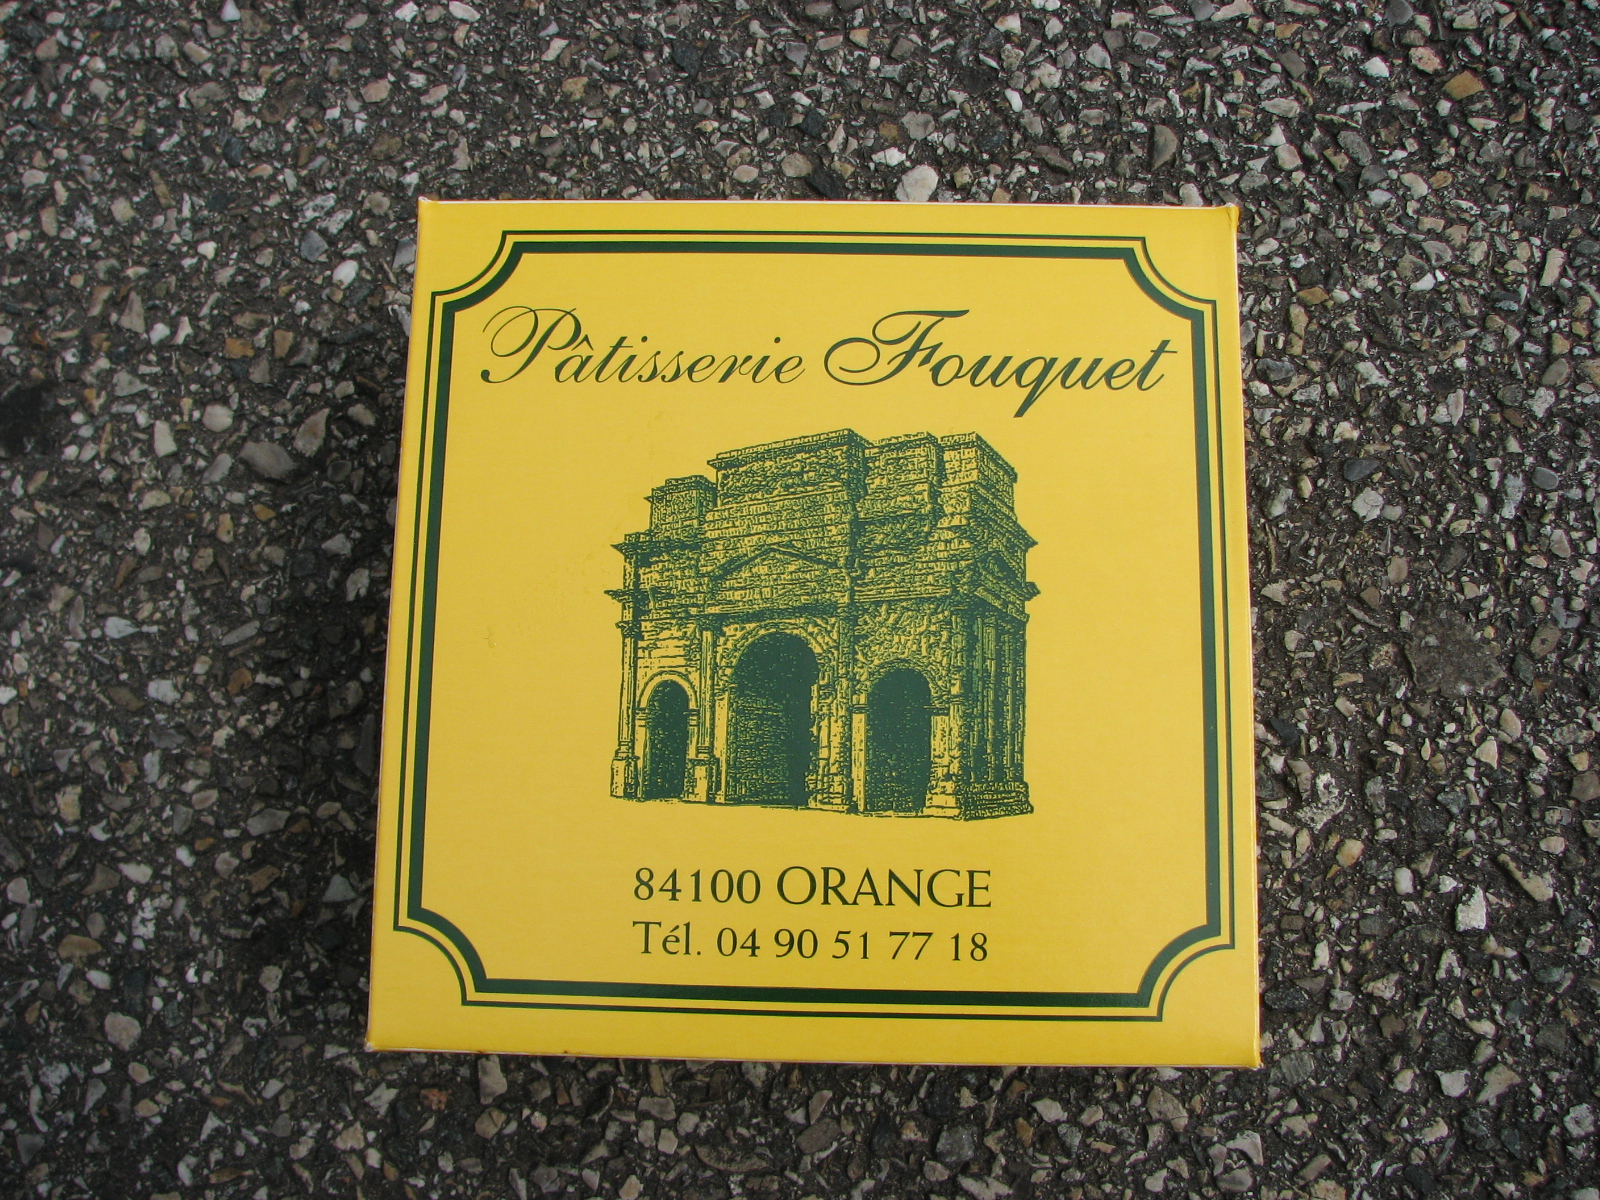 Pâtisserie Fouquet
84100 ORANGE
Tél. 04 90 51 77 18